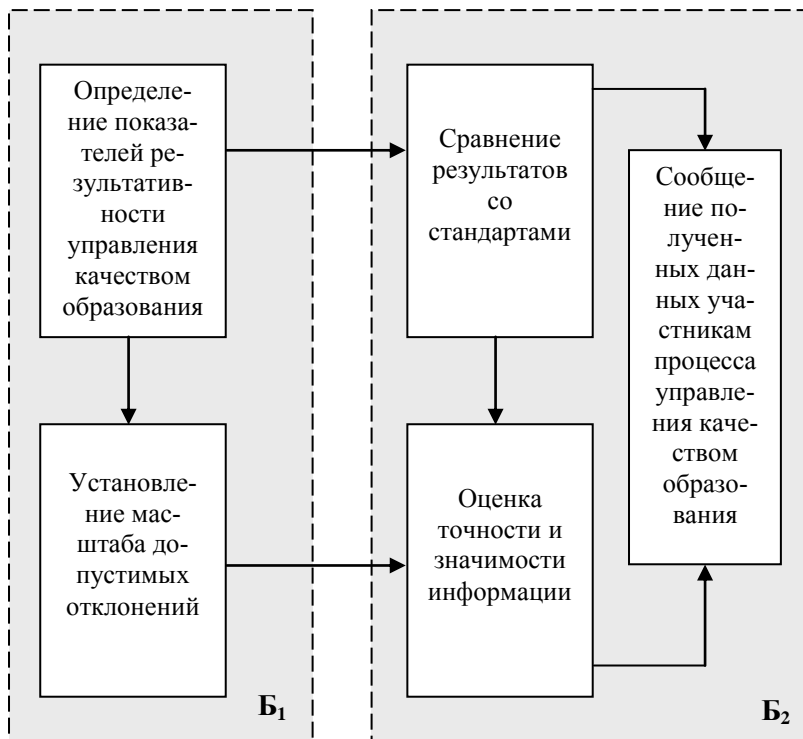 Определе-
ние показа-
телей ре-
зультатив-
ности
управления
качеством
образования
Установле-
ние мас-
штаба до-
пустимых
отклонений
Б₁
Сравнение
результатов
со
стандартами
Оценка
точности и
значимости
информации
Сообще-
ние по-
лучен-
ных дан-
ных уча-
стникам
процесса
управле-
ния каче-
ством
образо-
вания
Б₂